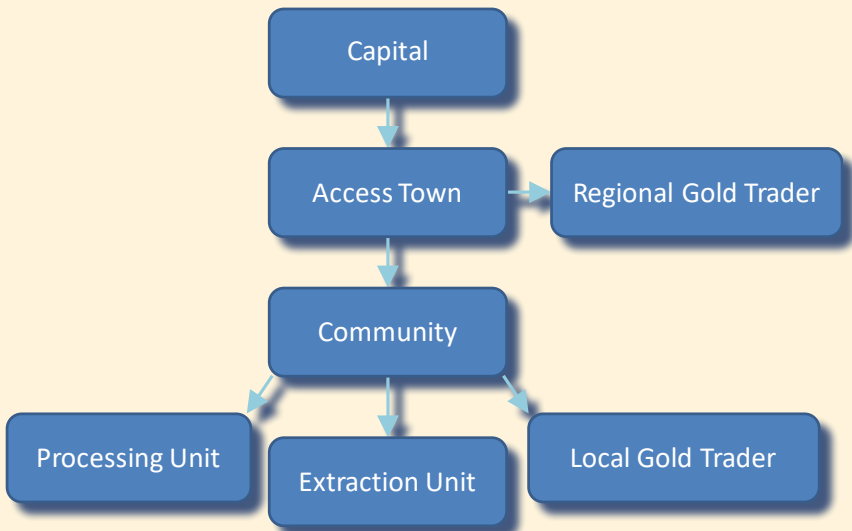 Capital
Access Town
Regional Gold Trader
Community
Processing Unit
Extraction Unit
Local Gold Trader